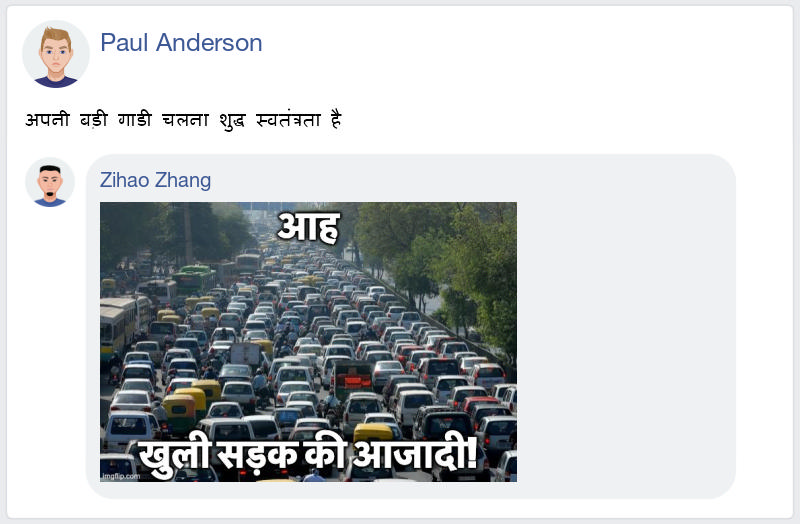 Paul Anderson
अपनी बड़ी गाडी चलना शुद्ध स्वतंत्रता है
Zihao Zhang
आह
खुली सड़क की आजादी!
imgflip.com